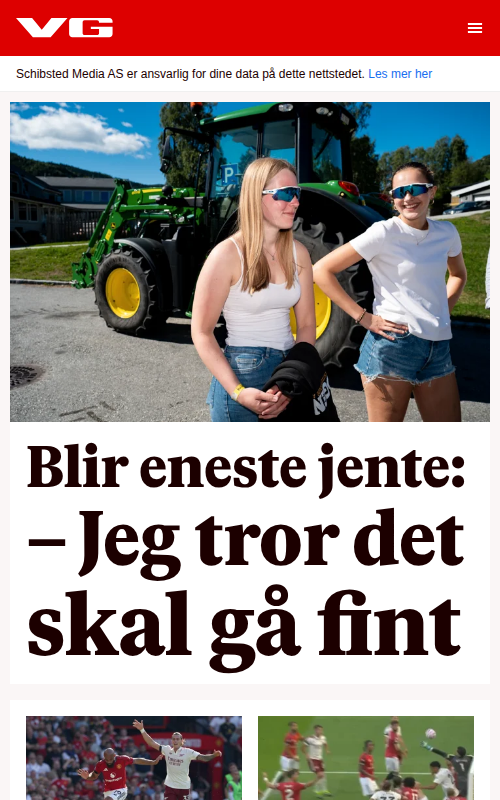 VG
Schibsted Media AS er ansvarlig for dine data på dette nettstedet. Les mer her
P
Blir eneste jente:
– Jeg tror det
skal gå fint